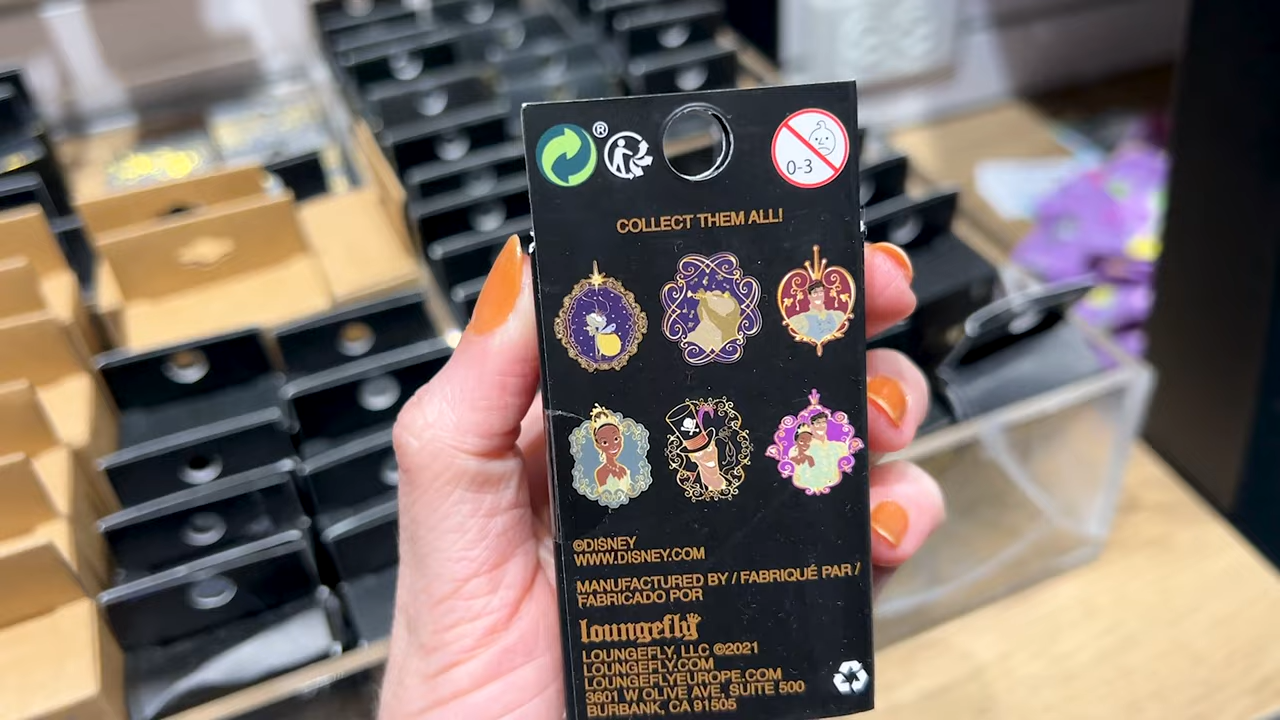 ®
0-3
COLLECT THEM ALL!
©DISNEY
WWW.DISNEY.COM
MANUFACTURED BY / FABRIQUÉ PAR /
FABRICADO POR
loungefly
LOUNGEFLY, LLC ©2021
LOUNGEFLY.COM
LOUNGEFLYEUROPE.COM
3601 W OLIVE AVE, SUITE 500
BURBANK, CA 91505